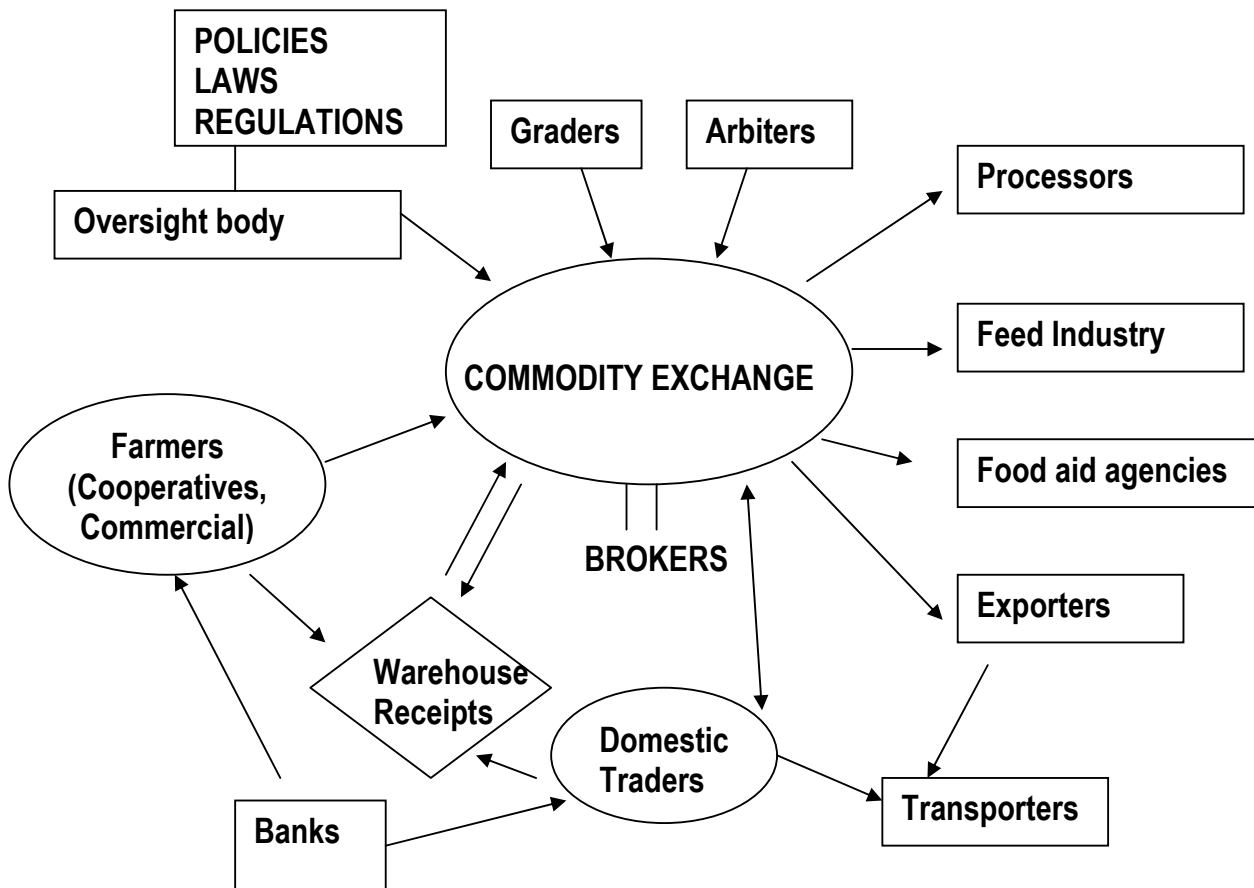 POLICIES
LAWS
REGULATIONS
Graders
Arbiters
Processors
Oversight body
Feed Industry
COMMODITY EXCHANGE
Farmers
(Cooperatives,
Commercial)
Food aid agencies
BROKERS
Exporters
Warehouse
Receipts
Domestic
Traders
Transporters
Banks